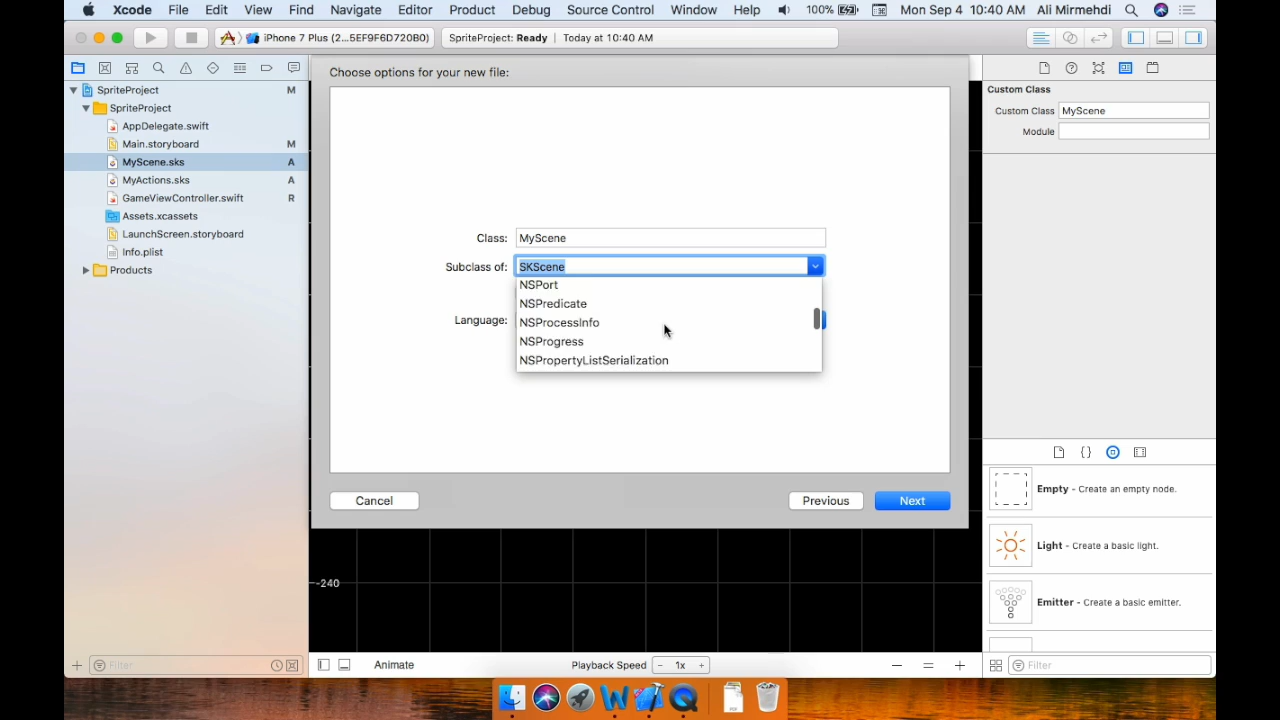 Xcode File Edit View Find Navigate Editor Product Debug Source Control Window Help 100% Mon Sep 4 10:40 AM Ali Mirmehdi
iPhone 7 Plus (2...5EF9F6D720B0) SpriteProject: Ready Today at 10:40 AM
Choose options for your new file:
SpriteProject M
SpriteProject
AppDelegate.swift
Main.storyboard M
MyScene.sks A
MyActions.sks A
GameViewController.swift R
Assets.xcassets
LaunchScreen.storyboard
Info.plist
Products
Class: MyScene
Subclass of: SKScene
NSPort
NSPredicate
NSProcessInfo
NSProgress
NSPropertyListSerialization
Language:
Cancel Previous Next
Custom Class
Custom Class MyScene
Module
Empty - Create an empty node.
Light - Create a basic light.
Emitter - Create a basic emitter.
-240
Filter Animate Playback Speed - 1x + Filter